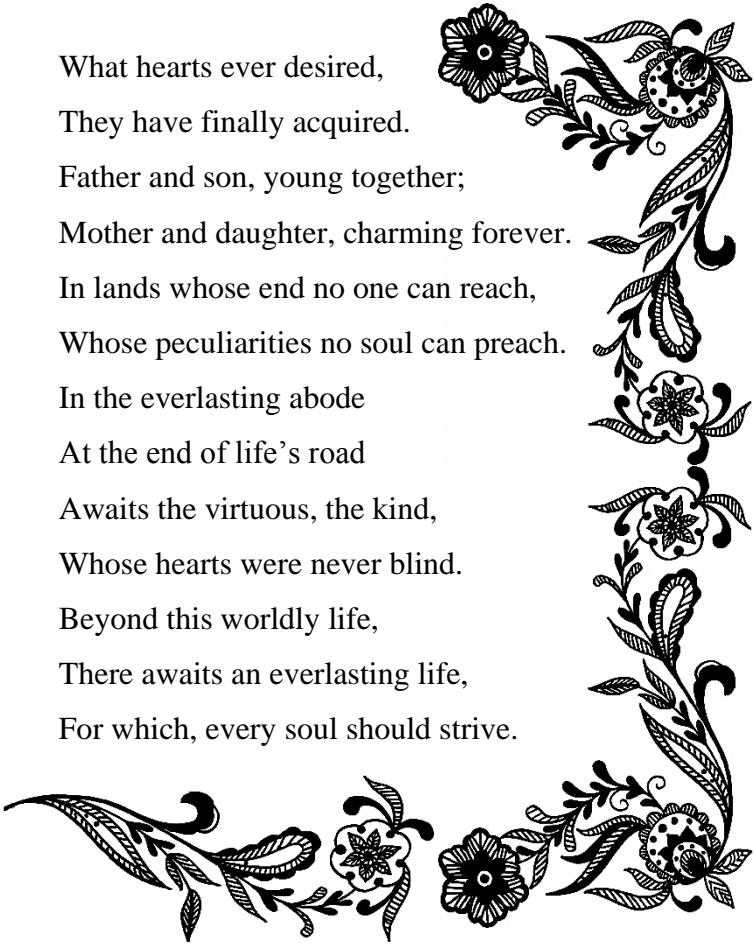 What hearts ever desired,
They have finally acquired.
Father and son, young together;
Mother and daughter, charming forever.
In lands whose end no one can reach,
Whose peculiarities no soul can preach.
In the everlasting abode
At the end of life’s road
Awaits the virtuous, the kind,
Whose hearts were never blind.
Beyond this worldly life,
There awaits an everlasting life,
For which, every soul should strive.